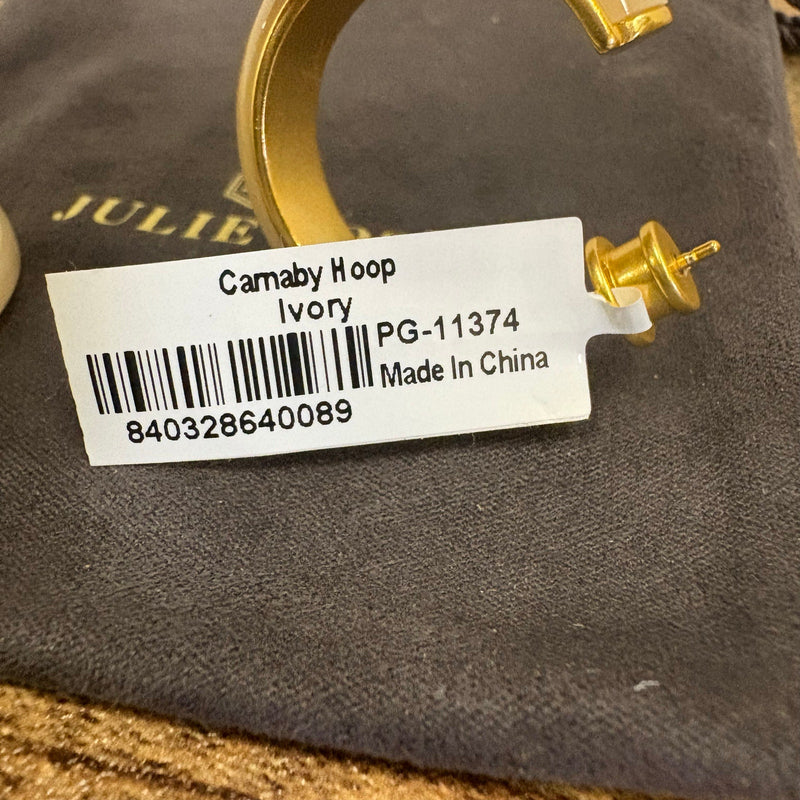 JULIE
Carnaby Hoop
Ivory
PG-11374
Made In China
840328640089